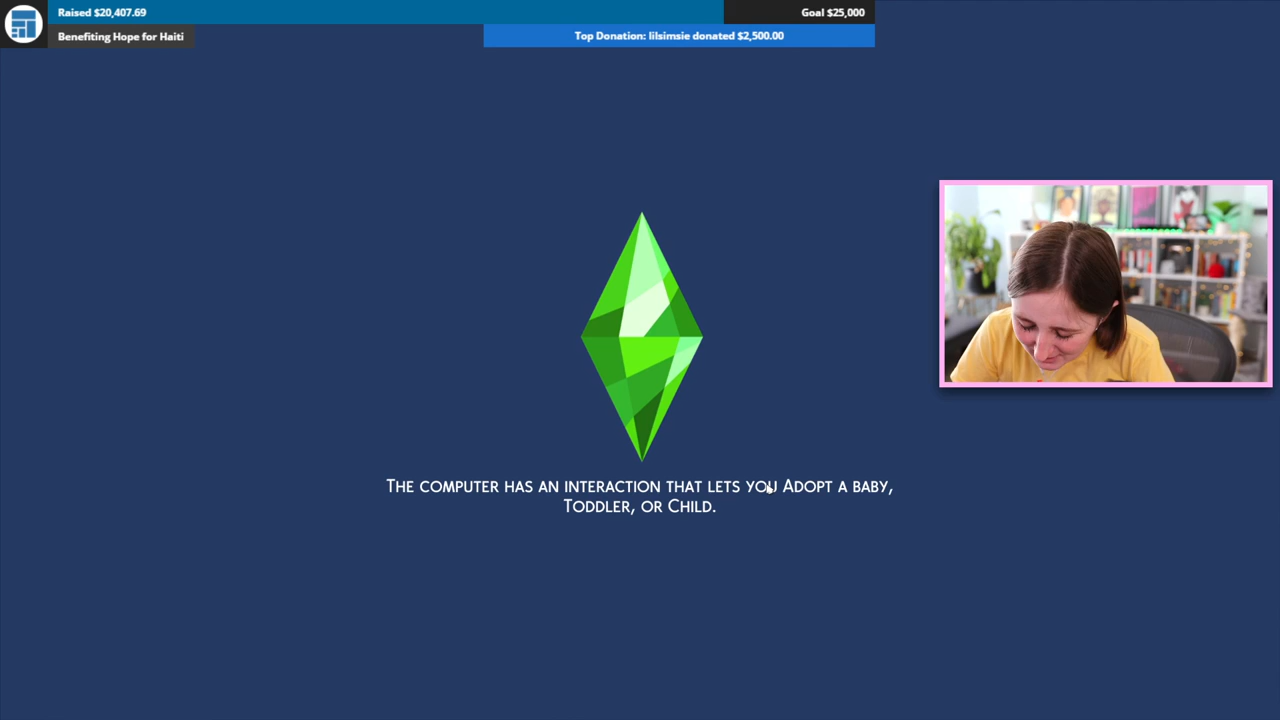 Raised $20,407.69
Goal $25,000
Benefiting Hope for Haiti
Top Donation: lilsimsie donated $2,500.00
The computer has an interaction that lets you Adopt a baby,
Toddler, or Child.